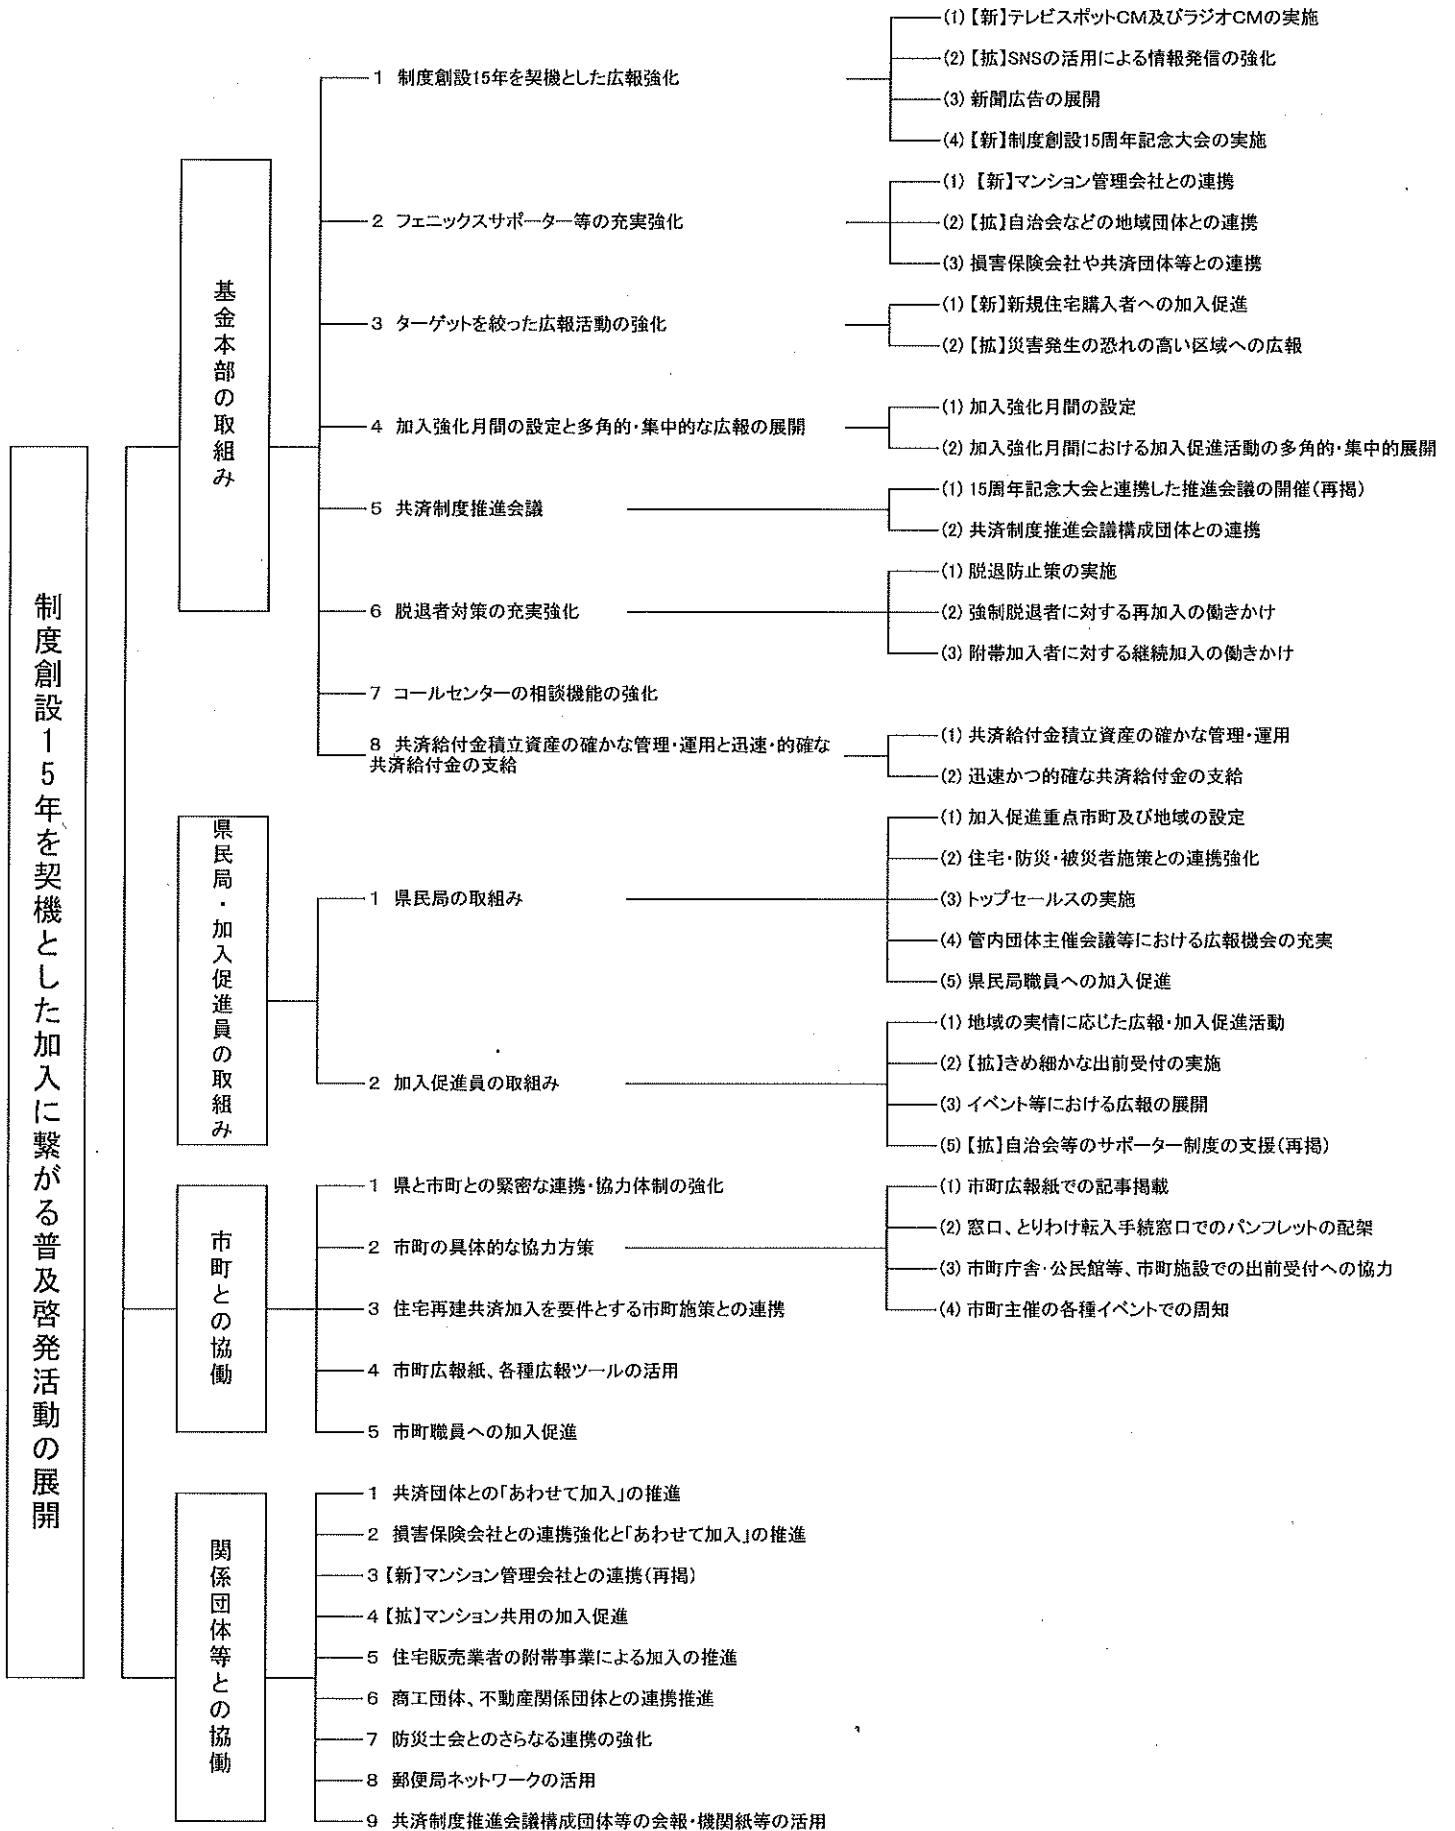 制度創設15年を契機とした加入に繋がる普及啓発活動の展開
基金本部の取組み
1 制度創設15年を契機とした広報強化
(1)【新】テレビスポットCM及びラジオCMの実施
(2)【拡】SNSの活用による情報発信の強化
(3) 新聞広告の展開
(4)【新】制度創設15周年記念大会の実施
2 フェニックスサポーター等の充実強化
(1) 【新】マンション管理会社との連携
(2)【拡】自治会などの地域団体との連携
(3) 損害保険会社や共済団体等との連携
3 ターゲットを絞った広報活動の強化
(1)【新】新規住宅購入者への加入促進
(2)【拡】災害発生の恐れの高い区域への広報
4 加入強化月間の設定と多角的・集中的な広報の展開
(1) 加入強化月間の設定
(2) 加入強化月間における加入促進活動の多角的・集中的展開
5 共済制度推進会議
(1) 15周年記念大会と連携した推進会議の開催(再掲)
(2) 共済制度推進会議構成団体との連携
6 脱退者対策の充実強化
(1) 脱退防止策の実施
(2) 強制脱退者に対する再加入の働きかけ
(3) 附帯加入者に対する継続加入の働きかけ
7 コールセンターの相談機能の強化
8 共済給付金積立資産の確かな管理・運用と迅速・的確な
共済給付金の支給
(1) 共済給付金積立資産の確かな管理・運用
(2) 迅速かつ的確な共済給付金の支給
県民局・加入促進員の取組み
1 県民局の取組み
(1) 加入促進重点市町及び地域の設定
(2) 住宅・防災・被災者施策との連携強化
(3) トップセールスの実施
(4) 管内団体主催会議等における広報機会の充実
(5) 県民局職員への加入促進
2 加入促進員の取組み
(1) 地域の実情に応じた広報・加入促進活動
(2)【拡】きめ細かな出前受付の実施
(3) イベント等における広報の展開
(5)【拡】自治会等のサポーター制度の支援(再掲)
市町との協働
1 県と市町との緊密な連携・協力体制の強化
2 市町の具体的な協力方策
(1) 市町広報紙での記事掲載
(2) 窓口、とりわけ転入手続窓口でのパンフレットの配架
(3) 市町庁舎・公民館等、市町施設での出前受付への協力
(4) 市町主催の各種イベントでの周知
3 住宅再建共済加入を要件とする市町施策との連携
4 市町広報紙、各種広報ツールの活用
5 市町職員への加入促進
関係団体等との協働
1 共済団体との「あわせて加入」の推進
2 損害保険会社との連携強化と「あわせて加入」の推進
3【新】マンション管理会社との連携(再掲)
4【拡】マンション共用の加入促進
5 住宅販売業者の附帯事業による加入の推進
6 商工団体、不動産関係団体との連携推進
7 防災士会とのさらなる連携の強化
8 郵便局ネットワークの活用
9 共済制度推進会議構成団体等の会報・機関紙等の活用